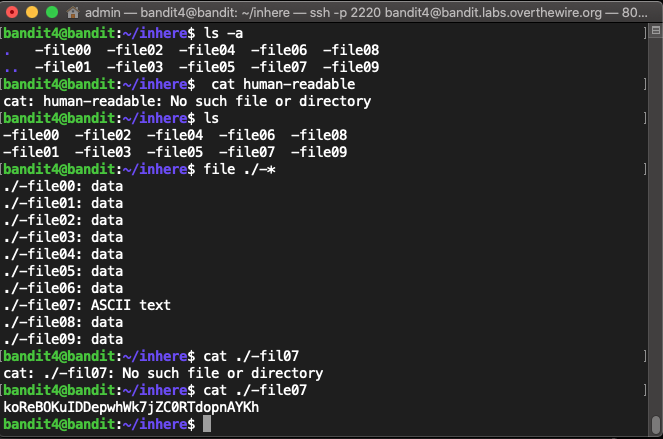 admin — bandit4@bandit: ~/inhere — ssh -p 2220 bandit4@bandit.labs.overthewire.org — 80...
[bandit4@bandit:~/inhere$ ls -a ]
.   -file00  -file02  -file04  -file06  -file08
..  -file01  -file03  -file05  -file07  -file09
[bandit4@bandit:~/inhere$  cat human-readable ]
cat: human-readable: No such file or directory
[bandit4@bandit:~/inhere$ ls ]
-file00  -file02  -file04  -file06  -file08
-file01  -file03  -file05  -file07  -file09
[bandit4@bandit:~/inhere$ file ./-* ]
./-file00: data
./-file01: data
./-file02: data
./-file03: data
./-file04: data
./-file05: data
./-file06: data
./-file07: ASCII text
./-file08: data
./-file09: data
[bandit4@bandit:~/inhere$ cat ./-fil07 ]
cat: ./-fil07: No such file or directory
[bandit4@bandit:~/inhere$ cat ./-file07 ]
koReBOKuIDDepwhWk7jZC0RTdopnAYKh
bandit4@bandit:~/inhere$